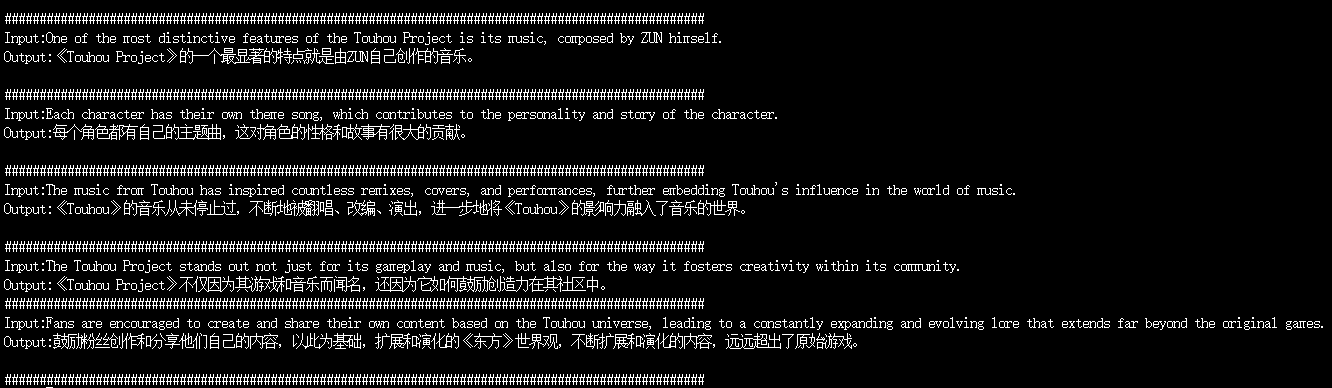 ####################################################################################################
Input:One of the most distinctive features of the Touhou Project is its music, composed by ZUN himself.
Output:《Touhou Project》的一个最显著的特点就是由ZUN自己创作的音乐。
####################################################################################################
Input:Each character has their own theme song, which contributes to the personality and story of the character.
Output:每个角色都有自己的主题曲，这对角色的性格和故事有很大的贡献。
####################################################################################################
Input:The music from Touhou has inspired countless remixes, covers, and performances, further embedding Touhou's influence in the world of music.
Output:《Touhou》的音乐从未停止过，不断地被翻唱、改编、演出，进一步地将《Touhou》的影响力融入了音乐的世界。
####################################################################################################
Input:The Touhou Project stands out not just for its gameplay and music, but also for the way it fosters creativity within its community.
Output:《Touhou Project》不仅因为其游戏和音乐而闻名，还因为它如何鼓励创造力在其社区中。
####################################################################################################
Input:Fans are encouraged to create and share their own content based on the Touhou universe, leading to a constantly expanding and evolving lore that extends far beyond the original games.
Output:鼓励粉丝创作和分享他们自己的内容，以此为基础，扩展和演化的《东方》世界观，不断扩展和演化的内容，远远超出了原始游戏。
####################################################################################################